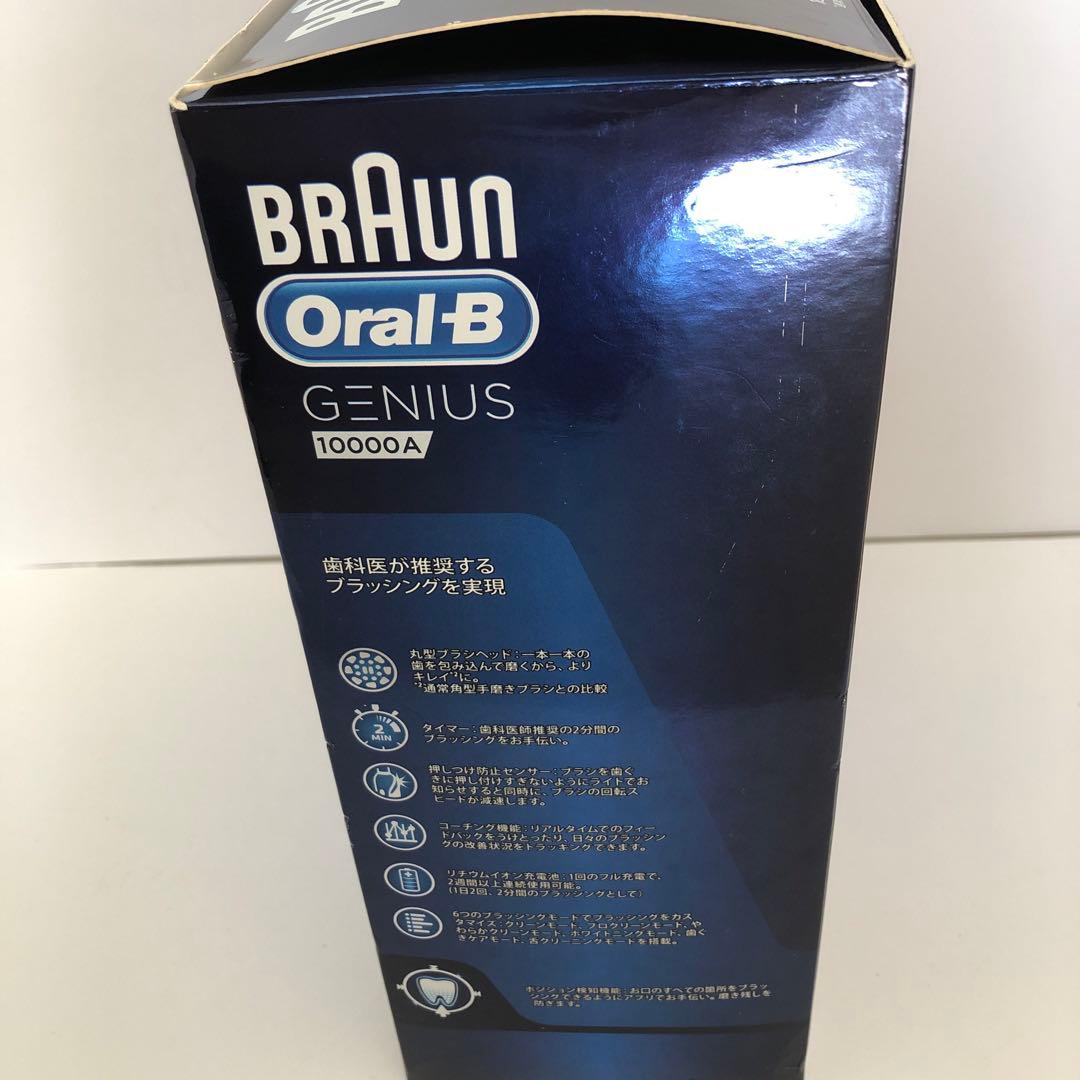 BRAUN
Oral-B
GENIUS
10000A
歯科医が推奨する
ブラッシングを実現
丸型ブラシヘッド：一本一本の
歯を包み込んで磨くから、より
キレイ*2に。
*2通常角型手磨きブラシとの比較
2
MIN
タイマー：歯科医師推奨の2分間の
ブラッシングをお手伝い。
押しつけ防止センサー：ブラシを歯ぐ
きに押し付けすぎないようにライトでお
知らせすると同時に、ブラシの回転ス
ピードが減速します。
コーチング機能：リアルタイムでのフィー
ドバックをうけとったり、日々のブラッシン
グの改善状況をトラッキングできます。
リチウムイオン充電池：1回のフル充電で、
2週間以上連続使用可能。
(1日2回、2分間のブラッシングとして)
6つのブラッシングモードでブラッシングをカス
タマイズ：クリーンモード、プロクリーンモード、や
わらかクリーンモード、ホワイトニングモード、歯ぐ
きケアモード、舌クリーニングモードを搭載。
ポジション検知機能：お口のすべての箇所をブラッ
シングできるようにアプリでお手伝い。磨き残しを
防ぎます。